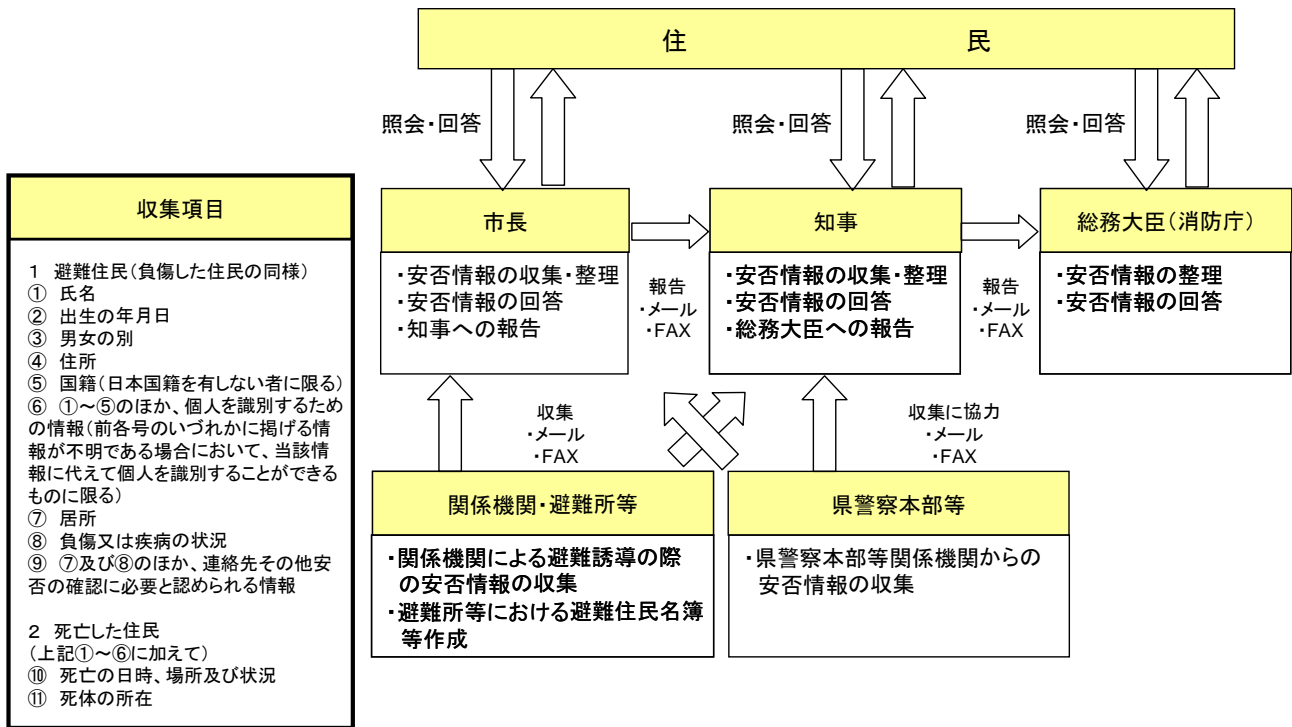 住　　　民
照会・回答
照会・回答
照会・回答
収集項目
1　避難住民（負傷した住民の同様）
①　氏名
②　出生の年月日
③　男女の別
④　住所
⑤　国籍（日本国籍を有しない者に限る）
⑥　①～⑤のほか、個人を識別するため
の情報（前各号のいづれかに掲げる情
報が不明である場合において、当該情
報に代えて個人を識別することができる
ものに限る）
⑦　居所
⑧　負傷又は疾病の状況
⑨　⑦及び⑧のほか、連絡先その他安
否の確認に必要と認められる情報
2　死亡した住民
（上記①～⑥に加えて）
⑩　死亡の日時、場所及び状況
⑪　死体の所在
市長
・安否情報の収集・整理
・安否情報の回答
・知事への報告
報告
・メール
・FAX
知事
・安否情報の収集・整理
・安否情報の回答
・総務大臣への報告
報告
・メール
・FAX
総務大臣（消防庁）
・安否情報の整理
・安否情報の回答
収集
・メール
・FAX
収集に協力
・メール
・FAX
関係機関・避難所等
・関係機関による避難誘導の際
の安否情報の収集
・避難所等における避難住民名簿
等作成
県警察本部等
・県警察本部等関係機関からの
安否情報の収集